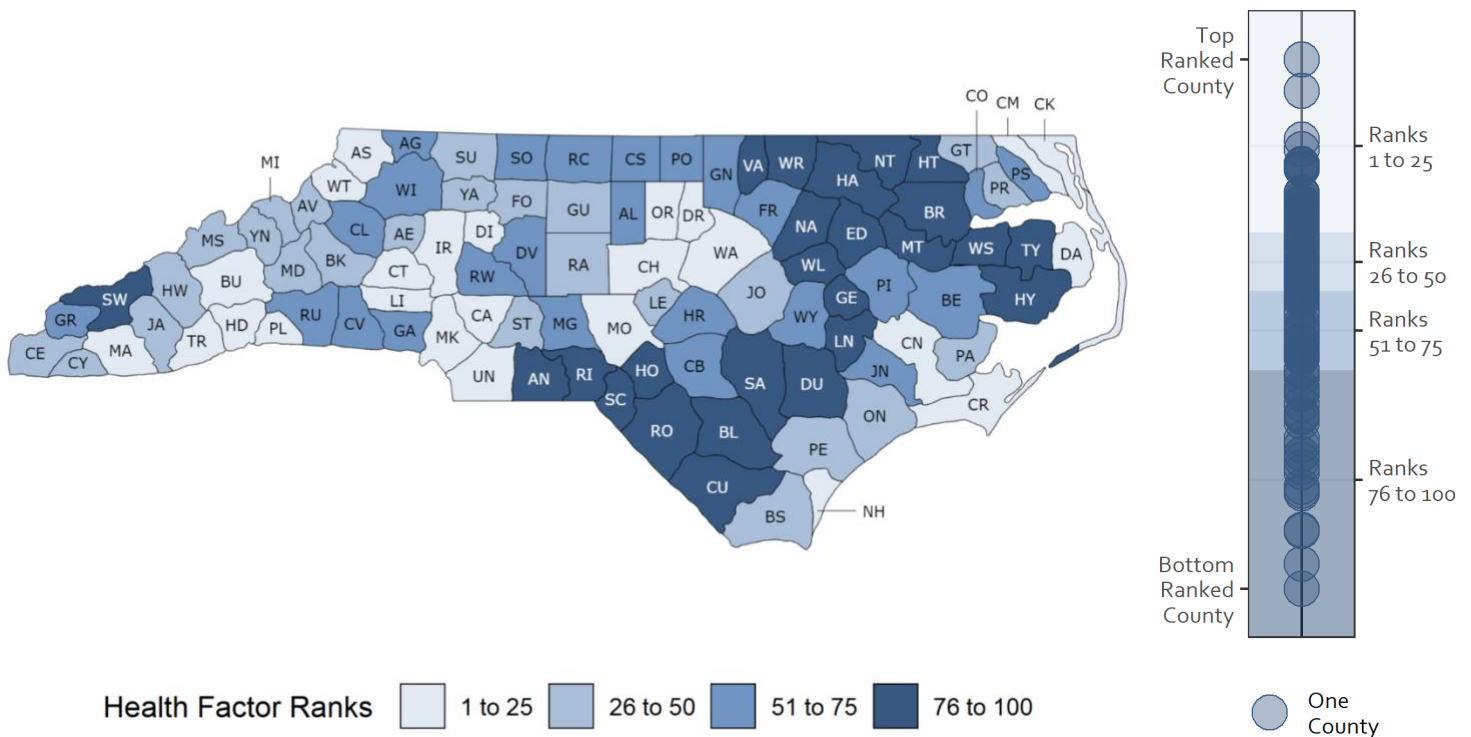 Top
Ranked
County
CO CM CK
Ranks
1 to 25
MI
AS AG SU SO RC CS PO GN VA WR HA NT HT GT PR PS
WT WI YA FO GU AL OR DR FR NA ED BR
AV CL AE IR DI DV WA MT WS TY DA
MS YN MD BK CT RW RA CH WL
Ranks
26 to 50
SW HW BU LI LE JO GE PI BE HY
GR JA HD PL RU CV GA MK CA ST MG MO HR WY LN CN
Ranks
51 to 75
CE CY MA TR UN AN RI SC HO CB SA DU JN PA
CR
RO BL ON
PE
Ranks
76 to 100
CU BS NH
Bottom
Ranked
County
Health Factor Ranks 1 to 25 26 to 50 51 to 75 76 to 100
One
County